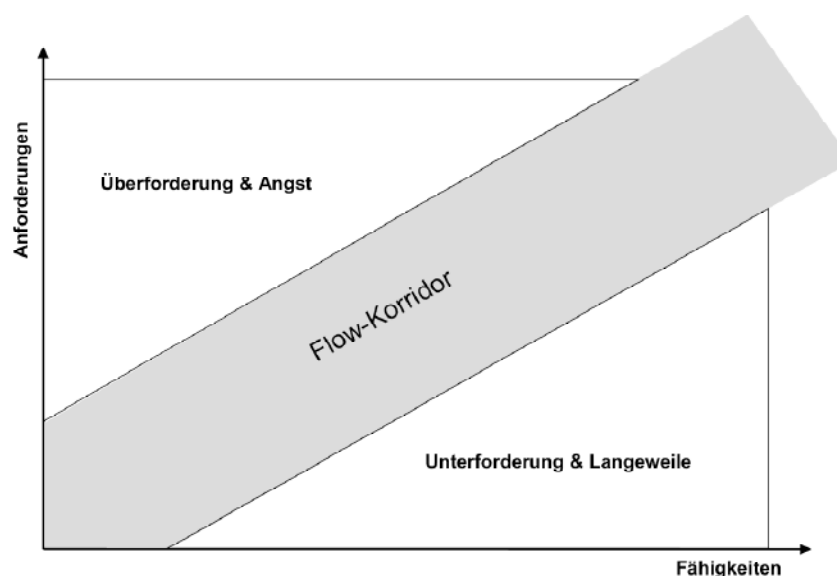 Anforderungen
Überforderung & Angst
Flow-Korridor
Unterforderung & Langeweile
Fähigkeiten